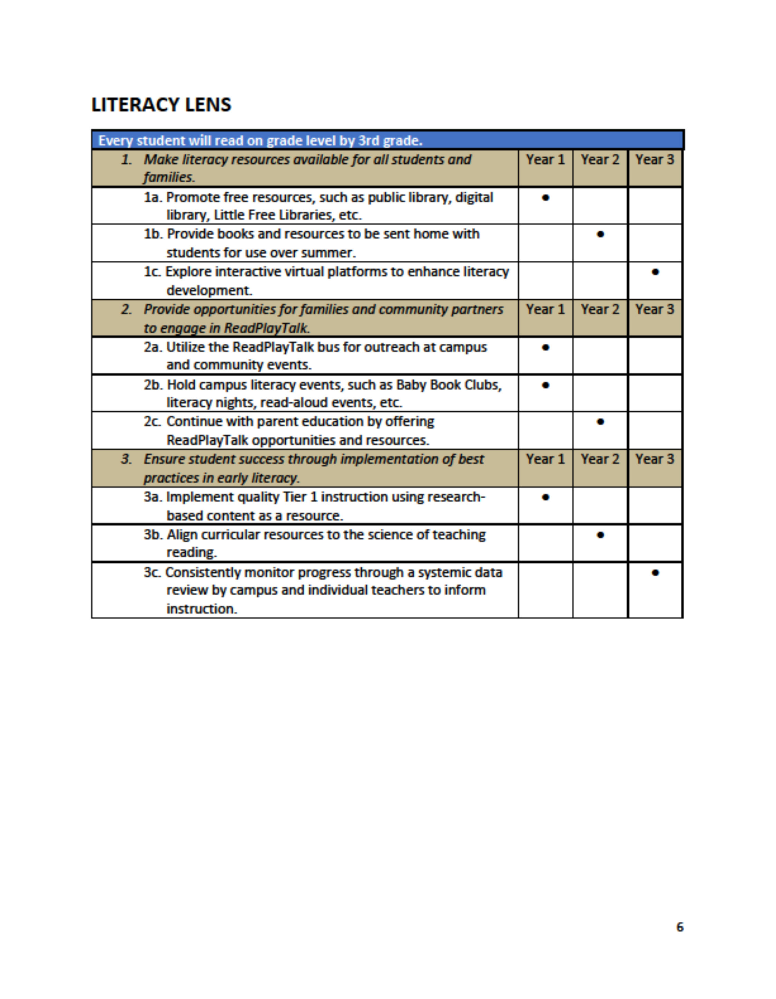 LITERACY LENS
Every student will read on grade level by 3rd grade.
1. Make literacy resources available for all students and Year 1 Year 2 Year 3
families.
1a. Promote free resources, such as public library, digital •
library, Little Free Libraries, etc.
1b. Provide books and resources to be sent home with •
students for use over summer.
1c. Explore interactive virtual platforms to enhance literacy •
development.
2. Provide opportunities for families and community partners Year 1 Year 2 Year 3
to engage in ReadPlayTalk.
2a. Utilize the ReadPlayTalk bus for outreach at campus •
and community events.
2b. Hold campus literacy events, such as Baby Book Clubs, •
literacy nights, read-aloud events, etc.
2c. Continue with parent education by offering •
ReadPlayTalk opportunities and resources.
3. Ensure student success through implementation of best Year 1 Year 2 Year 3
practices in early literacy.
3a. Implement quality Tier 1 instruction using research- •
based content as a resource.
3b. Align curricular resources to the science of teaching •
reading.
3c. Consistently monitor progress through a systemic data •
review by campus and individual teachers to inform
instruction.
6